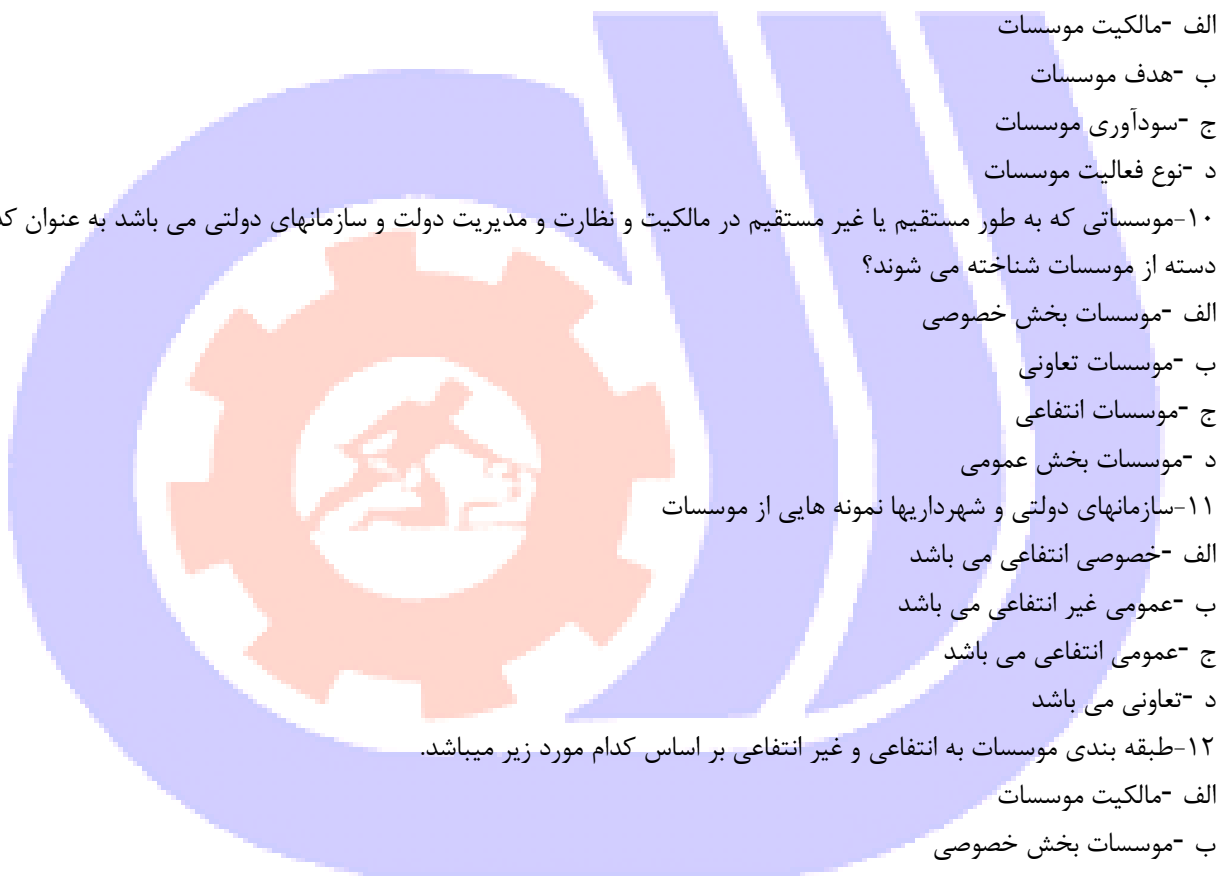 الف -مالکیت موسسات
ب -هدف موسسات
ج -سودآوری موسسات
د -نوع فعالیت موسسات
۱۰-موسساتی که به طور مستقیم یا غیر مستقیم در مالکیت و نظارت و مدیریت دولت و سازمانهای دولتی می باشد به عنوان کد
دسته از موسسات شناخته می شوند؟
الف -موسسات بخش خصوصی
ب -موسسات تعاونی
ج -موسسات انتفاعی
د -موسسات بخش عمومی
۱۱-سازمانهای دولتی و شهرداریها نمونه هایی از موسسات
الف -خصوصی انتفاعی می باشد
ب -عمومی غیر انتفاعی می باشد
ج -عمومی انتفاعی می باشد
د -تعاونی می باشد
۱۲-طبقه بندی موسسات به انتفاعی و غیر انتفاعی بر اساس کدام مورد زیر میباشد.
الف -مالکیت موسسات
ب -موسسات بخش خصوصی